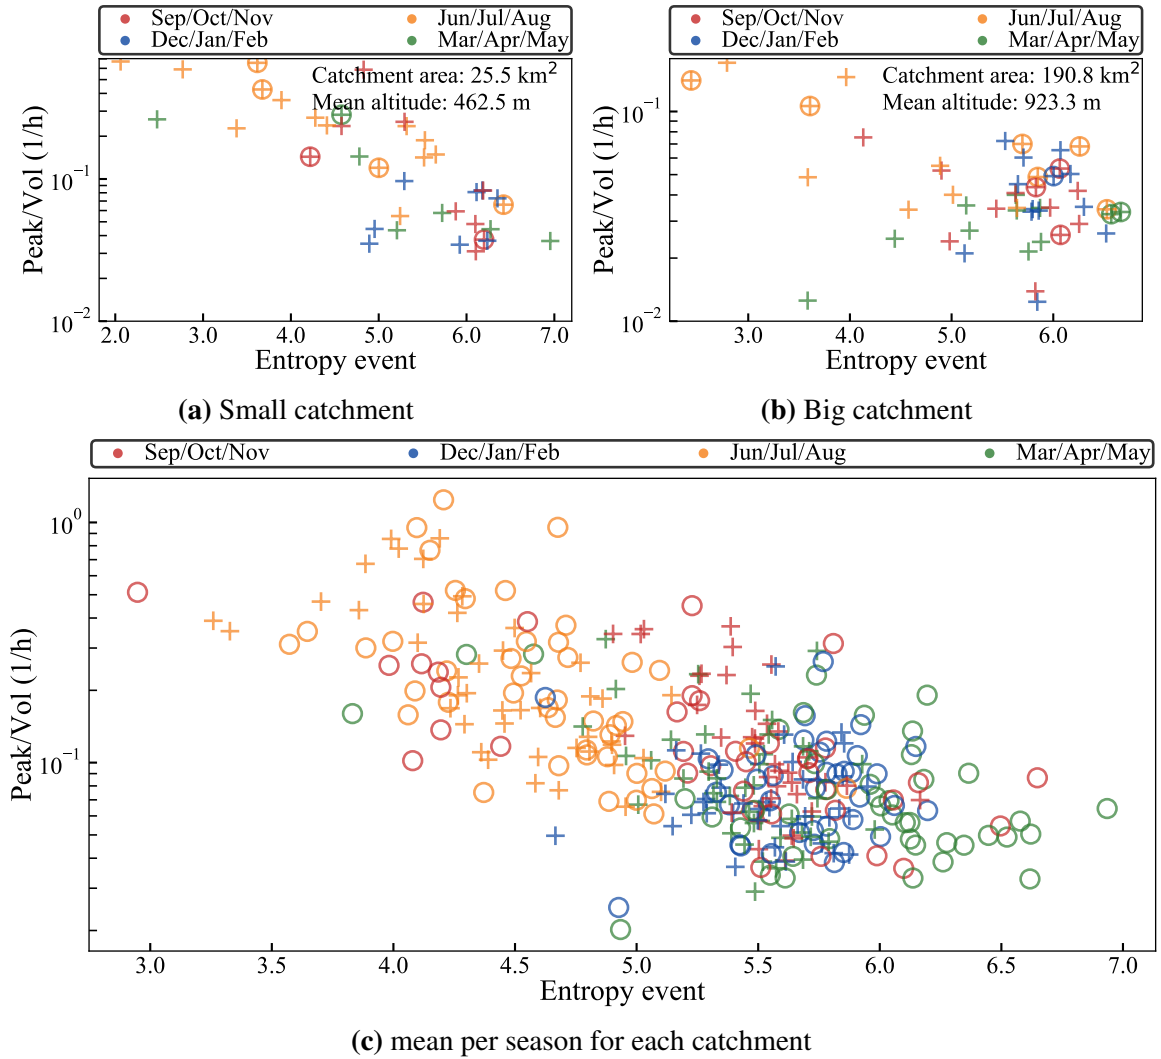 Sep/Oct/Nov Jun/Jul/Aug
Dec/Jan/Feb Mar/Apr/May
Catchment area: 25.5 km²
Mean altitude: 462.5 m
Peak/Vol (1/h)
10⁻¹
10⁻²
2.0 3.0 4.0 5.0 6.0 7.0
Entropy event
(a) Small catchment
Sep/Oct/Nov Jun/Jul/Aug
Dec/Jan/Feb Mar/Apr/May
Catchment area: 190.8 km²
Mean altitude: 923.3 m
Peak/Vol (1/h)
10⁻¹
10⁻²
3.0 4.0 5.0 6.0
Entropy event
(b) Big catchment
Sep/Oct/Nov Dec/Jan/Feb Jun/Jul/Aug Mar/Apr/May
Peak/Vol (1/h)
10⁰
10⁻¹
3.0 3.5 4.0 4.5 5.0 5.5 6.0 6.5 7.0
Entropy event
(c) mean per season for each catchment